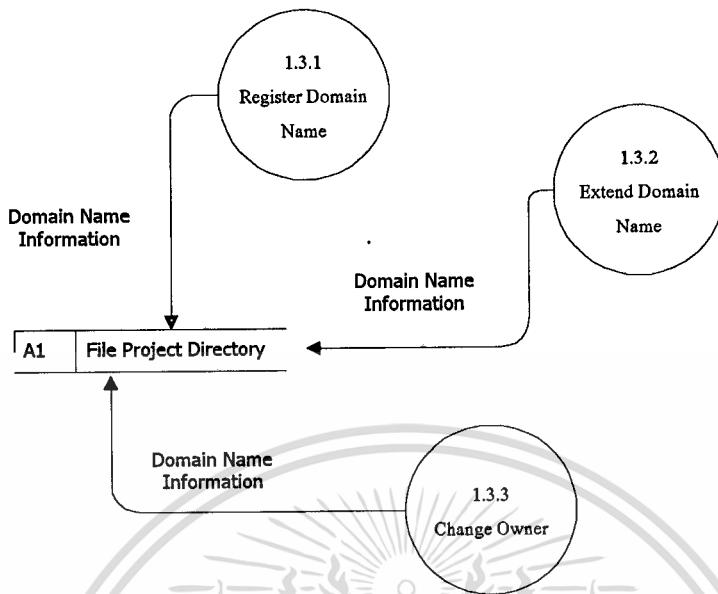 1.3.1
Register Domain
Name
1.3.2
Extend Domain
Name
Domain Name
Information
Domain Name
Information
A1 File Project Directory
Domain Name
Information
1.3.3
Change Owner